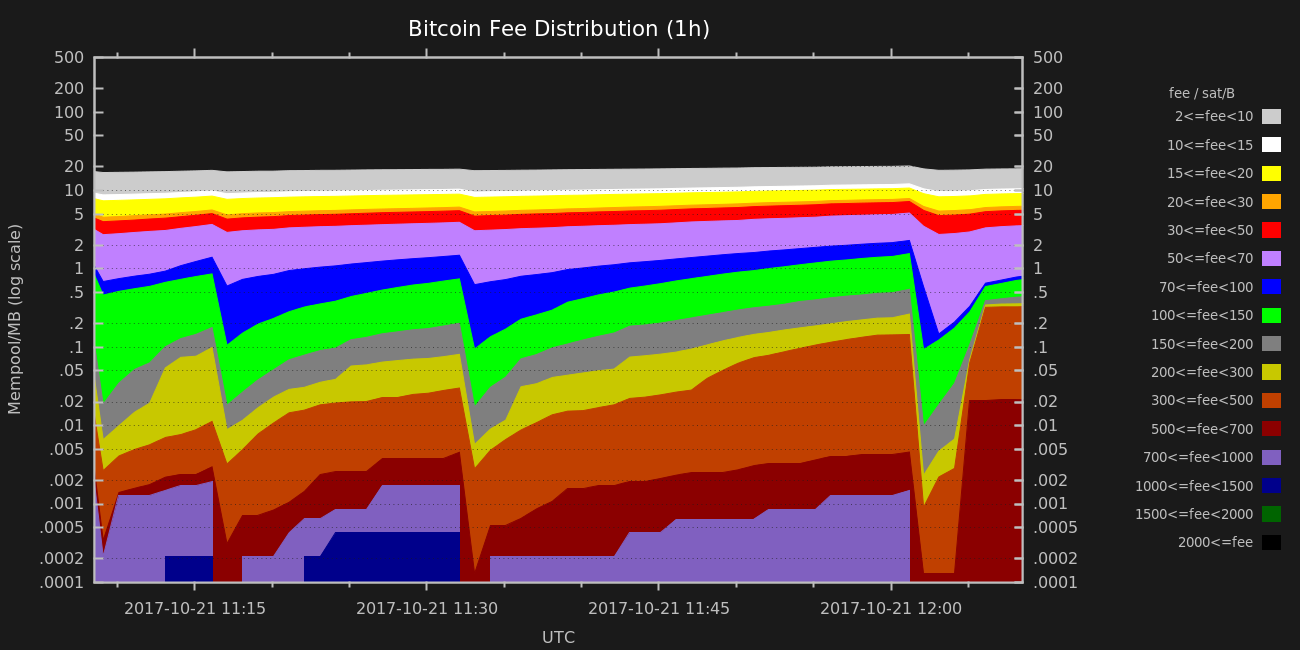 Bitcoin Fee Distribution (1h)
500 500
200 200
100 100
50 50
20 20
10 10
5 5
2 2
1 1
.5 .5
.2 .2
.1 .1
.05 .05
.02 .02
.01 .01
.005 .005
.002 .002
.001 .001
.0005 .0005
.0002 .0002
.0001 .0001
Mempool/MB (log scale)
2017-10-21 11:15 2017-10-21 11:30 2017-10-21 11:45 2017-10-21 12:00
UTC
fee / sat/B
2<=fee<10
10<=fee<15
15<=fee<20
20<=fee<30
30<=fee<50
50<=fee<70
70<=fee<100
100<=fee<150
150<=fee<200
200<=fee<300
300<=fee<500
500<=fee<700
700<=fee<1000
1000<=fee<1500
1500<=fee<2000
2000<=fee